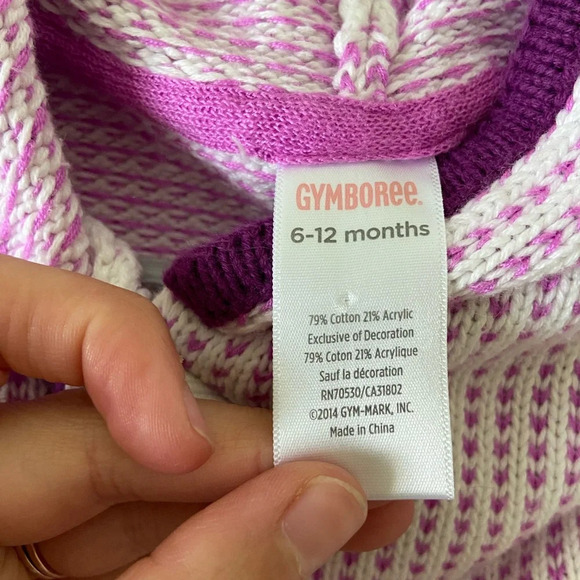 GYMBOREE.
6-12 months
79% Cotton 21% Acrylic
Exclusive of Decoration
79% Coton 21% Acrylique
Sauf la décoration
RN70530/CA31802
©2014 GYM-MARK, INC.
Made in China